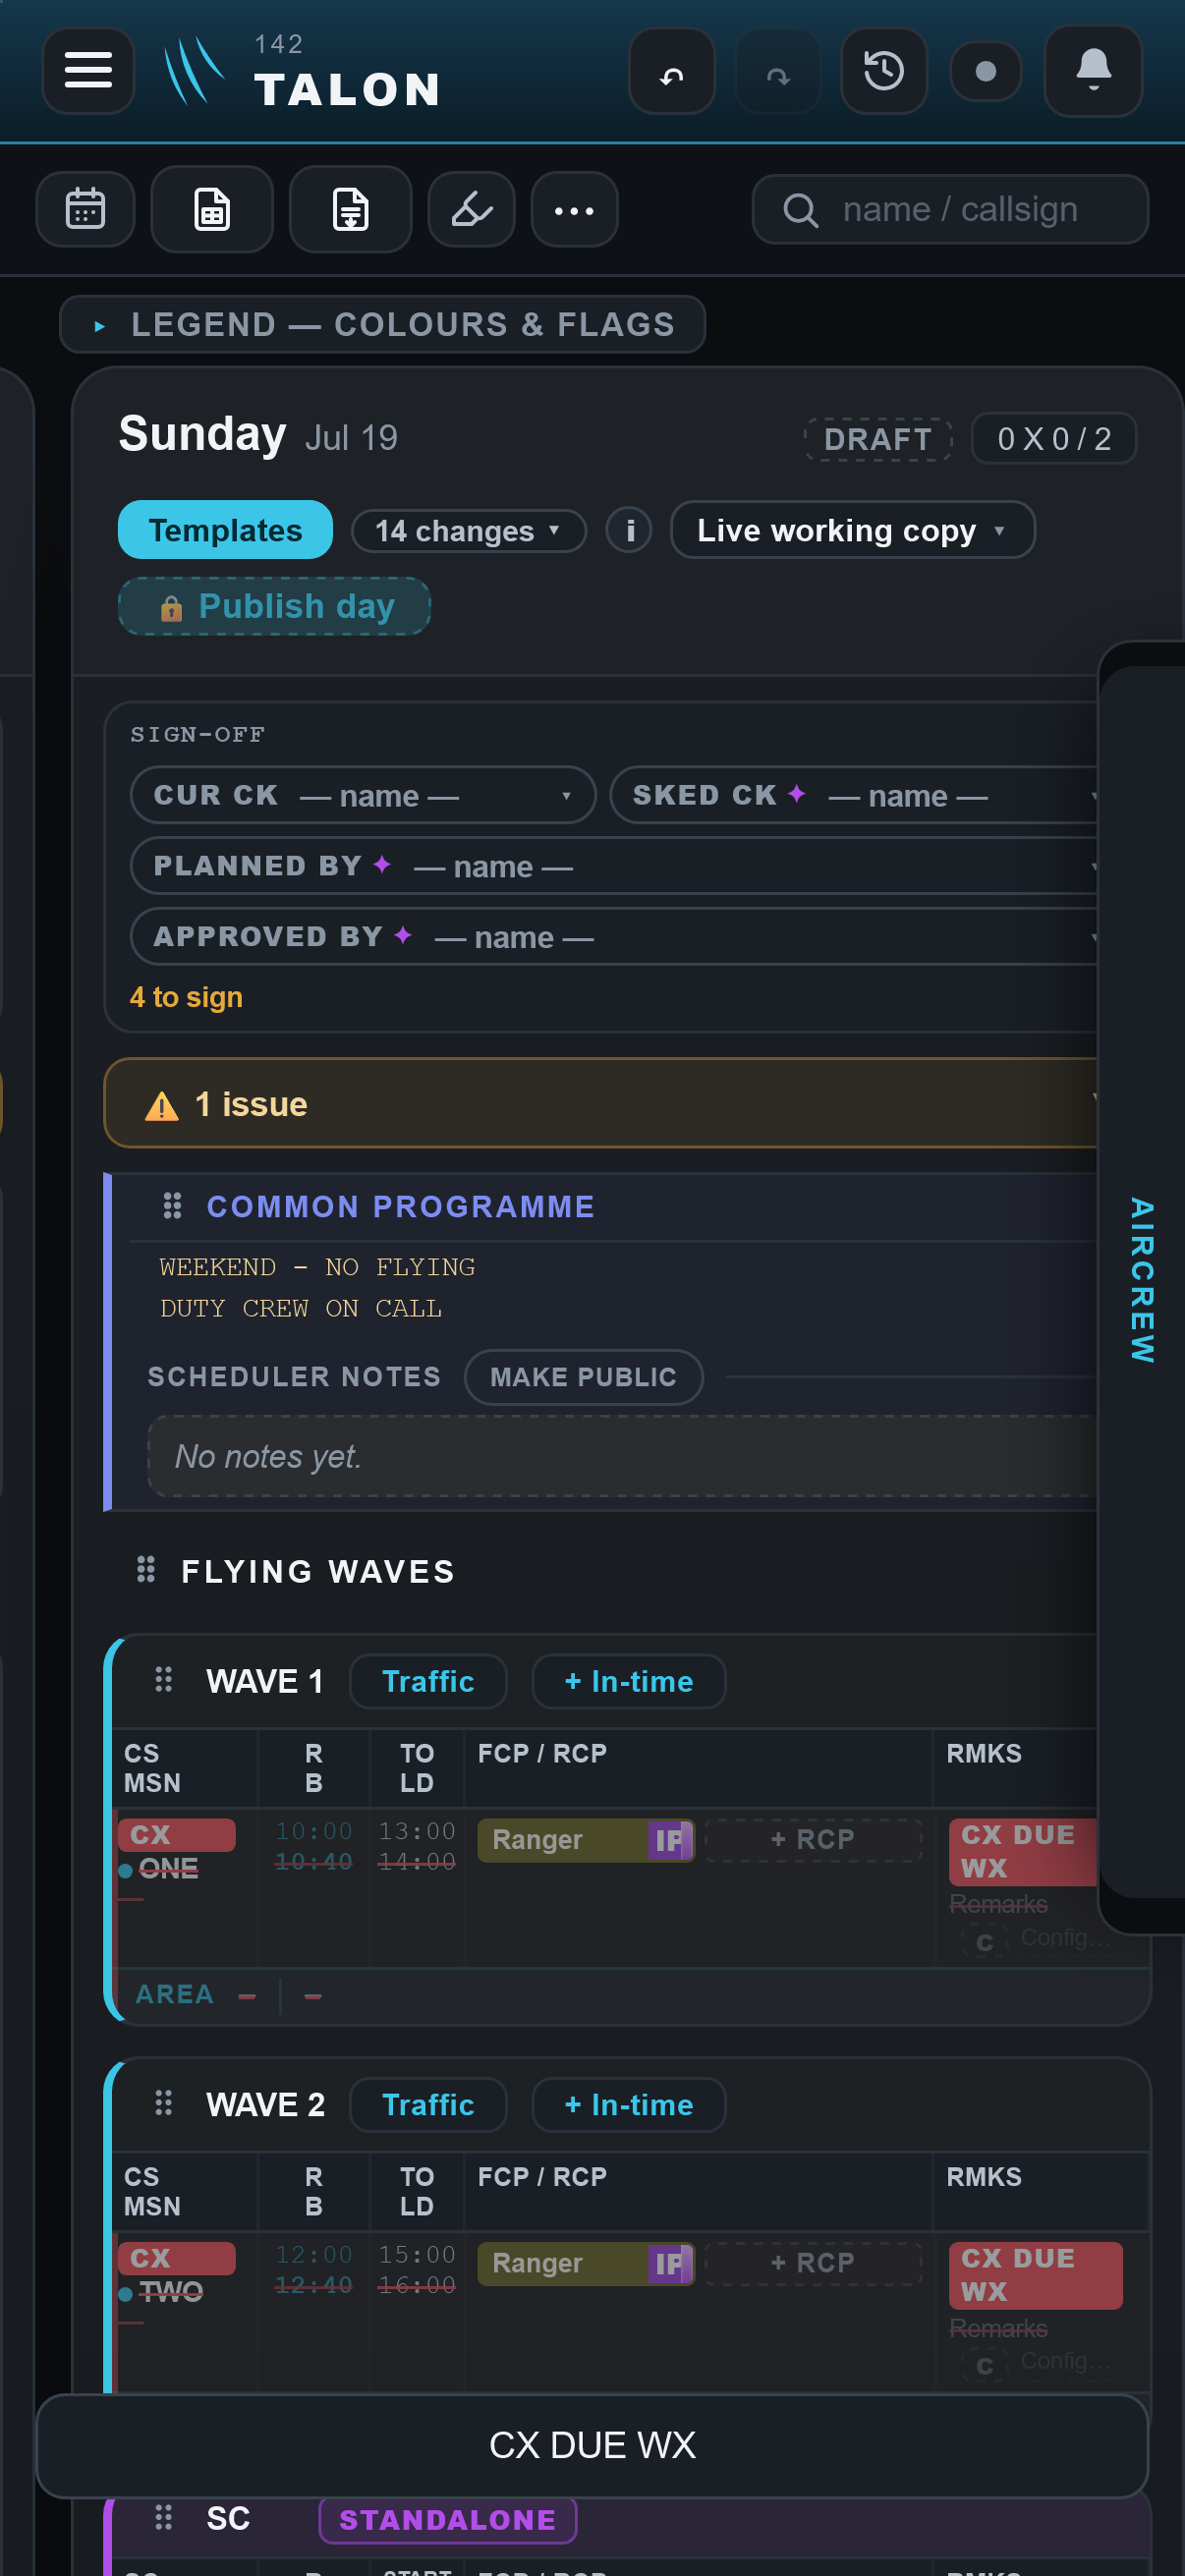 142
TALON
name / callsign
▸ LEGEND — COLOURS & FLAGS
Sunday Jul 19
DRAFT
0 X 0 / 2
Templates
14 changes ▾
i
Live working copy ▾
🔒 Publish day
SIGN-OFF
CUR CK — name — ▾
SKED CK ✦ — name —
PLANNED BY ✦ — name —
APPROVED BY ✦ — name —
4 to sign
⚠ 1 issue
COMMON PROGRAMME
WEEKEND - NO FLYING
DUTY CREW ON CALL
SCHEDULER NOTES MAKE PUBLIC
No notes yet.
AIRCREW
FLYING WAVES
WAVE 1 Traffic + In-time
CS R TO FCP / RCP RMKS
MSN B LD
CX 10:00 13:00 Ranger IP + RCP CX DUE
ONE 10:40 14:00 WX
— Remarks
C Config...
AREA – | –
WAVE 2 Traffic + In-time
CS R TO FCP / RCP RMKS
MSN B LD
CX 12:00 15:00 Ranger IP + RCP CX DUE
TWO 12:40 16:00 WX
— Remarks
C Config...
CX DUE WX
SC STANDALONE